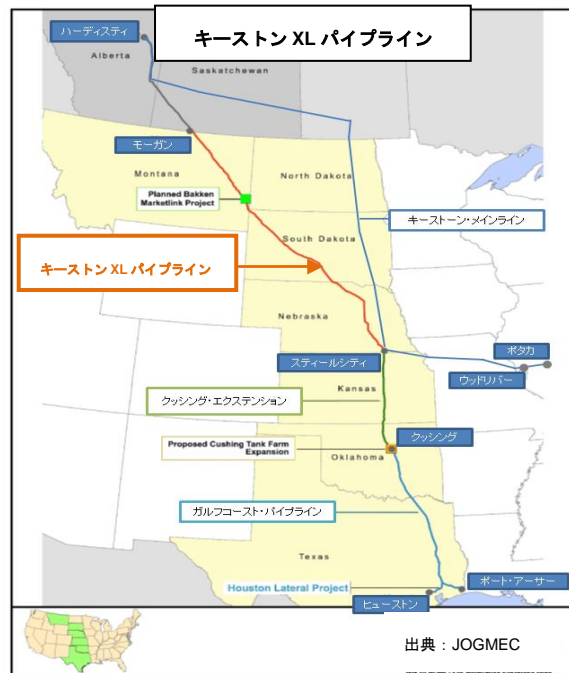 キーストン XL パイプライン
ハーディスティ
Alberta
Saskatchewan
モーガン
Montana
North Dakota
Planned Bakken
Marketlink Project
キーストーン・メインライン
South Dakota
キーストン XL パイプライン
Nebraska
スティールシティ
ポタカ
ウッドリバー
Kansas
クッシング・エクステンション
クッシング
Proposed Cushing Tank Farm
Expansion
Oklahoma
ガルフコースト・パイプライン
Texas
Houston Lateral Project
ポート・アーサー
ヒューストン
出典：JOGMEC